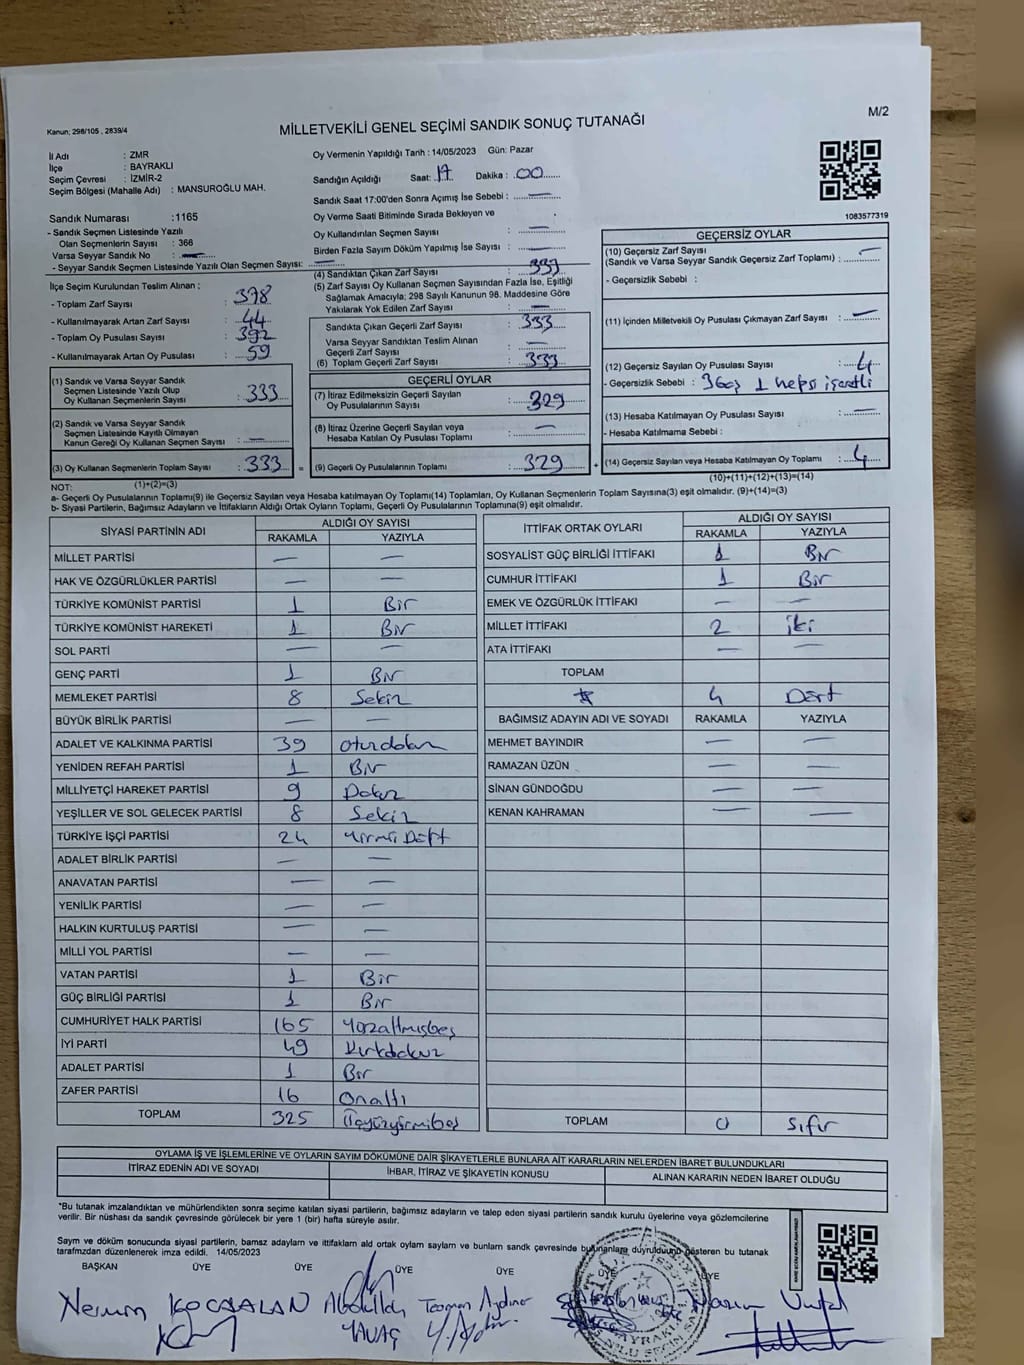 Kanun; 298/105 , 2839/4
MİLLETVEKİLİ GENEL SEÇİMİ SANDIK SONUÇ TUTANAĞI
M/2
İl Adı : ZMR
İlçe : BAYRAKLI
Seçim Çevresi : İZMİR-2
Seçim Bölgesi (Mahalle Adı) : MANSUROĞLU MAH.
Sandık Numarası :1165
- Sandık Seçmen Listesinde Yazılı
Olan Seçmenlerin Sayısı : 366
Varsa Seyyar Sandık No : —
- Seyyar Sandık Seçmen Listesinde Yazılı Olan Seçmen Sayısı: —
İlçe Seçim Kurulundan Teslim Alınan ;
- Toplam Zarf Sayısı : 378
- Kullanılmayarak Artan Zarf Sayısı : 44
- Toplam Oy Pusulası Sayısı : 392
- Kullanılmayarak Artan Oy Pusulası : 59
(1) Sandık ve Varsa Seyyar Sandık
Seçmen Listesinde Yazılı Olup
Oy Kullanan Seçmenlerin Sayısı : 333
(2) Sandık ve Varsa Seyyar Sandık
Seçmen Listesinde Kayıtlı Olmayan
Kanun Gereği Oy Kullanan Seçmen Sayısı : —
(3) Oy Kullanan Seçmenlerin Toplam Sayısı : 333 =
Oy Vermenin Yapıldığı Tarih : 14/05/2023 Gün: Pazar
Sandığın Açıldığı Saat: 17 Dakika : 00
Sandık Saat 17:00'den Sonra Açımış İse Sebebi : —
Oy Verme Saati Bitiminde Sırada Bekleyen ve
Oy Kullandırılan Seçmen Sayısı : —
Birden Fazla Sayım Döküm Yapılmış İse Sayısı : —
(4) Sandıktan Çıkan Zarf Sayısı : 333
(5) Zarf Sayısı Oy Kullanan Seçmen Sayısından Fazla İse, Eşitliği
Sağlamak Amacıyla; 298 Sayılı Kanunun 98. Maddesine Göre
Yakılarak Yok Edilen Zarf Sayısı : —
Sandıkta Çıkan Geçerli Zarf Sayısı : 333
Varsa Seyyar Sandıktan Teslim Alınan
Geçerli Zarf Sayısı : —
(6) Toplam Geçerli Zarf Sayısı : 333
GEÇERLİ OYLAR
(7) İtiraz Edilmeksizin Geçerli Sayılan
Oy Pusulalarının Sayısı : 329
(8) İtiraz Üzerine Geçerli Sayılan veya
Hesaba Katılan Oy Pusulası Toplamı : —
(9) Geçerli Oy Pusulalarının Toplamı : 329 +
1083577319
GEÇERSİZ OYLAR
(10) Geçersiz Zarf Sayısı
(Sandık ve Varsa Seyyar Sandık Geçersiz Zarf Toplamı) : —
- Geçersizlik Sebebi :
(11) İçinden Milletvekili Oy Pusulası Çıkmayan Zarf Sayısı : —
(12) Geçersiz Sayılan Oy Pusulası Sayısı : 4
- Geçersizlik Sebebi : 3 1 hepsi işaretli
(13) Hesaba Katılmayan Oy Pusulası Sayısı : —
- Hesaba Katılmama Sebebi :
(14) Geçersiz Sayılan veya Hesaba Katılmayan Oy Toplamı : 4
NOT: (1)+(2)=(3) (10)+(11)+(12)+(13)=(14)
a- Geçerli Oy Pusulalarının Toplamı(9) ile Geçersiz Sayılan veya Hesaba katılmayan Oy Toplamı(14) Toplamları, Oy Kullanan Seçmenlerin Toplam Sayısına(3) eşit olmalıdır. (9)+(14)=(3)
b- Siyasi Partilerin, Bağımsız Adayların ve İttifakların Aldığı Ortak Oyların Toplamı, Geçerli Oy Pusulalarının Toplamına(9) eşit olmalıdır.
SİYASİ PARTİNİN ADI ALDIĞI OY SAYISI
RAKAMLA YAZIYLA
MİLLET PARTİSİ — —
HAK VE ÖZGÜRLÜKLER PARTİSİ — —
TÜRKİYE KOMÜNİST PARTİSİ 1 Bir
TÜRKİYE KOMÜNİST HAREKETİ 1 Bir
SOL PARTİ — —
GENÇ PARTİ 1 Bir
MEMLEKET PARTİSİ 8 Sekiz
BÜYÜK BİRLİK PARTİSİ — —
ADALET VE KALKINMA PARTİSİ 39 otuzdokuz
YENİDEN REFAH PARTİSİ 1 Bir
MİLLİYETÇİ HAREKET PARTİSİ 9 Dokuz
YEŞİLLER VE SOL GELECEK PARTİSİ 8 Sekiz
TÜRKİYE İŞÇİ PARTİSİ 24 Yirmi Dört
ADALET BİRLİK PARTİSİ — —
ANAVATAN PARTİSİ — —
YENİLİK PARTİSİ — —
HALKIN KURTULUŞ PARTİSİ — —
MİLLİ YOL PARTİSİ — —
VATAN PARTİSİ 1 Bir
GÜÇ BİRLİĞİ PARTİSİ 1 Bir
CUMHURİYET HALK PARTİSİ 165 Yüzaltmışbeş
İYİ PARTİ 49 Kırkdokuz
ADALET PARTİSİ 1 Bir
ZAFER PARTİSİ 16 Onaltı
TOPLAM 325 Üçyüzyirmibeş
İTTİFAK ORTAK OYLARI ALDIĞI OY SAYISI
RAKAMLA YAZIYLA
SOSYALİST GÜÇ BİRLİĞİ İTTİFAKI 1 Bir
CUMHUR İTTİFAKI 1 Bir
EMEK VE ÖZGÜRLÜK İTTİFAKI — —
MİLLET İTTİFAKI 2 iki
ATA İTTİFAKI — —
TOPLAM
4 Dört
BAĞIMSIZ ADAYIN ADI VE SOYADI RAKAMLA YAZIYLA
MEHMET BAYINDIR — —
RAMAZAN ÜZÜN — —
SİNAN GÜNDOĞDU — —
KENAN KAHRAMAN — —
TOPLAM 0 Sıfır
OYLAMA İŞ VE İŞLEMLERİNE VE OYLARIN SAYIM DÖKÜMÜNE DAİR ŞİKAYETLERLE BUNLARA AİT KARARLARIN NELERDEN İBARET BULUNDUKLARI
İTİRAZ EDENİN ADI VE SOYADI İHBAR, İTİRAZ VE ŞİKAYETİN KONUSU ALINAN KARARIN NEDEN İBARET OLDUĞU
*Bu tutanak imzalandıktan ve mühürlendikten sonra seçime katılan siyasi partilerin, bağımsız adayların ve talep eden siyasi partilerin sandık kurulu üyelerine veya gözlemcilerine
verilir. Bir nüshası da sandık çevresinde görülecek bir yere 1 (bir) hafta süreyle asılır.
Sayım ve döküm sonucunda siyasi partilerin, bamsz adayların ve ittifakların ald ortak oyların saylarn ve bunların sandk çevresinde bulunanlara duyrulduunu gösteren bu tutanak
tarafmzdan düzenlenerek imza edildi. 14/05/2023
BAŞKAN ÜYE ÜYE ÜYE ÜYE ÜYE ÜYE
KOCAALAN Abdullah Teoman Aydıner
YAVAŞ